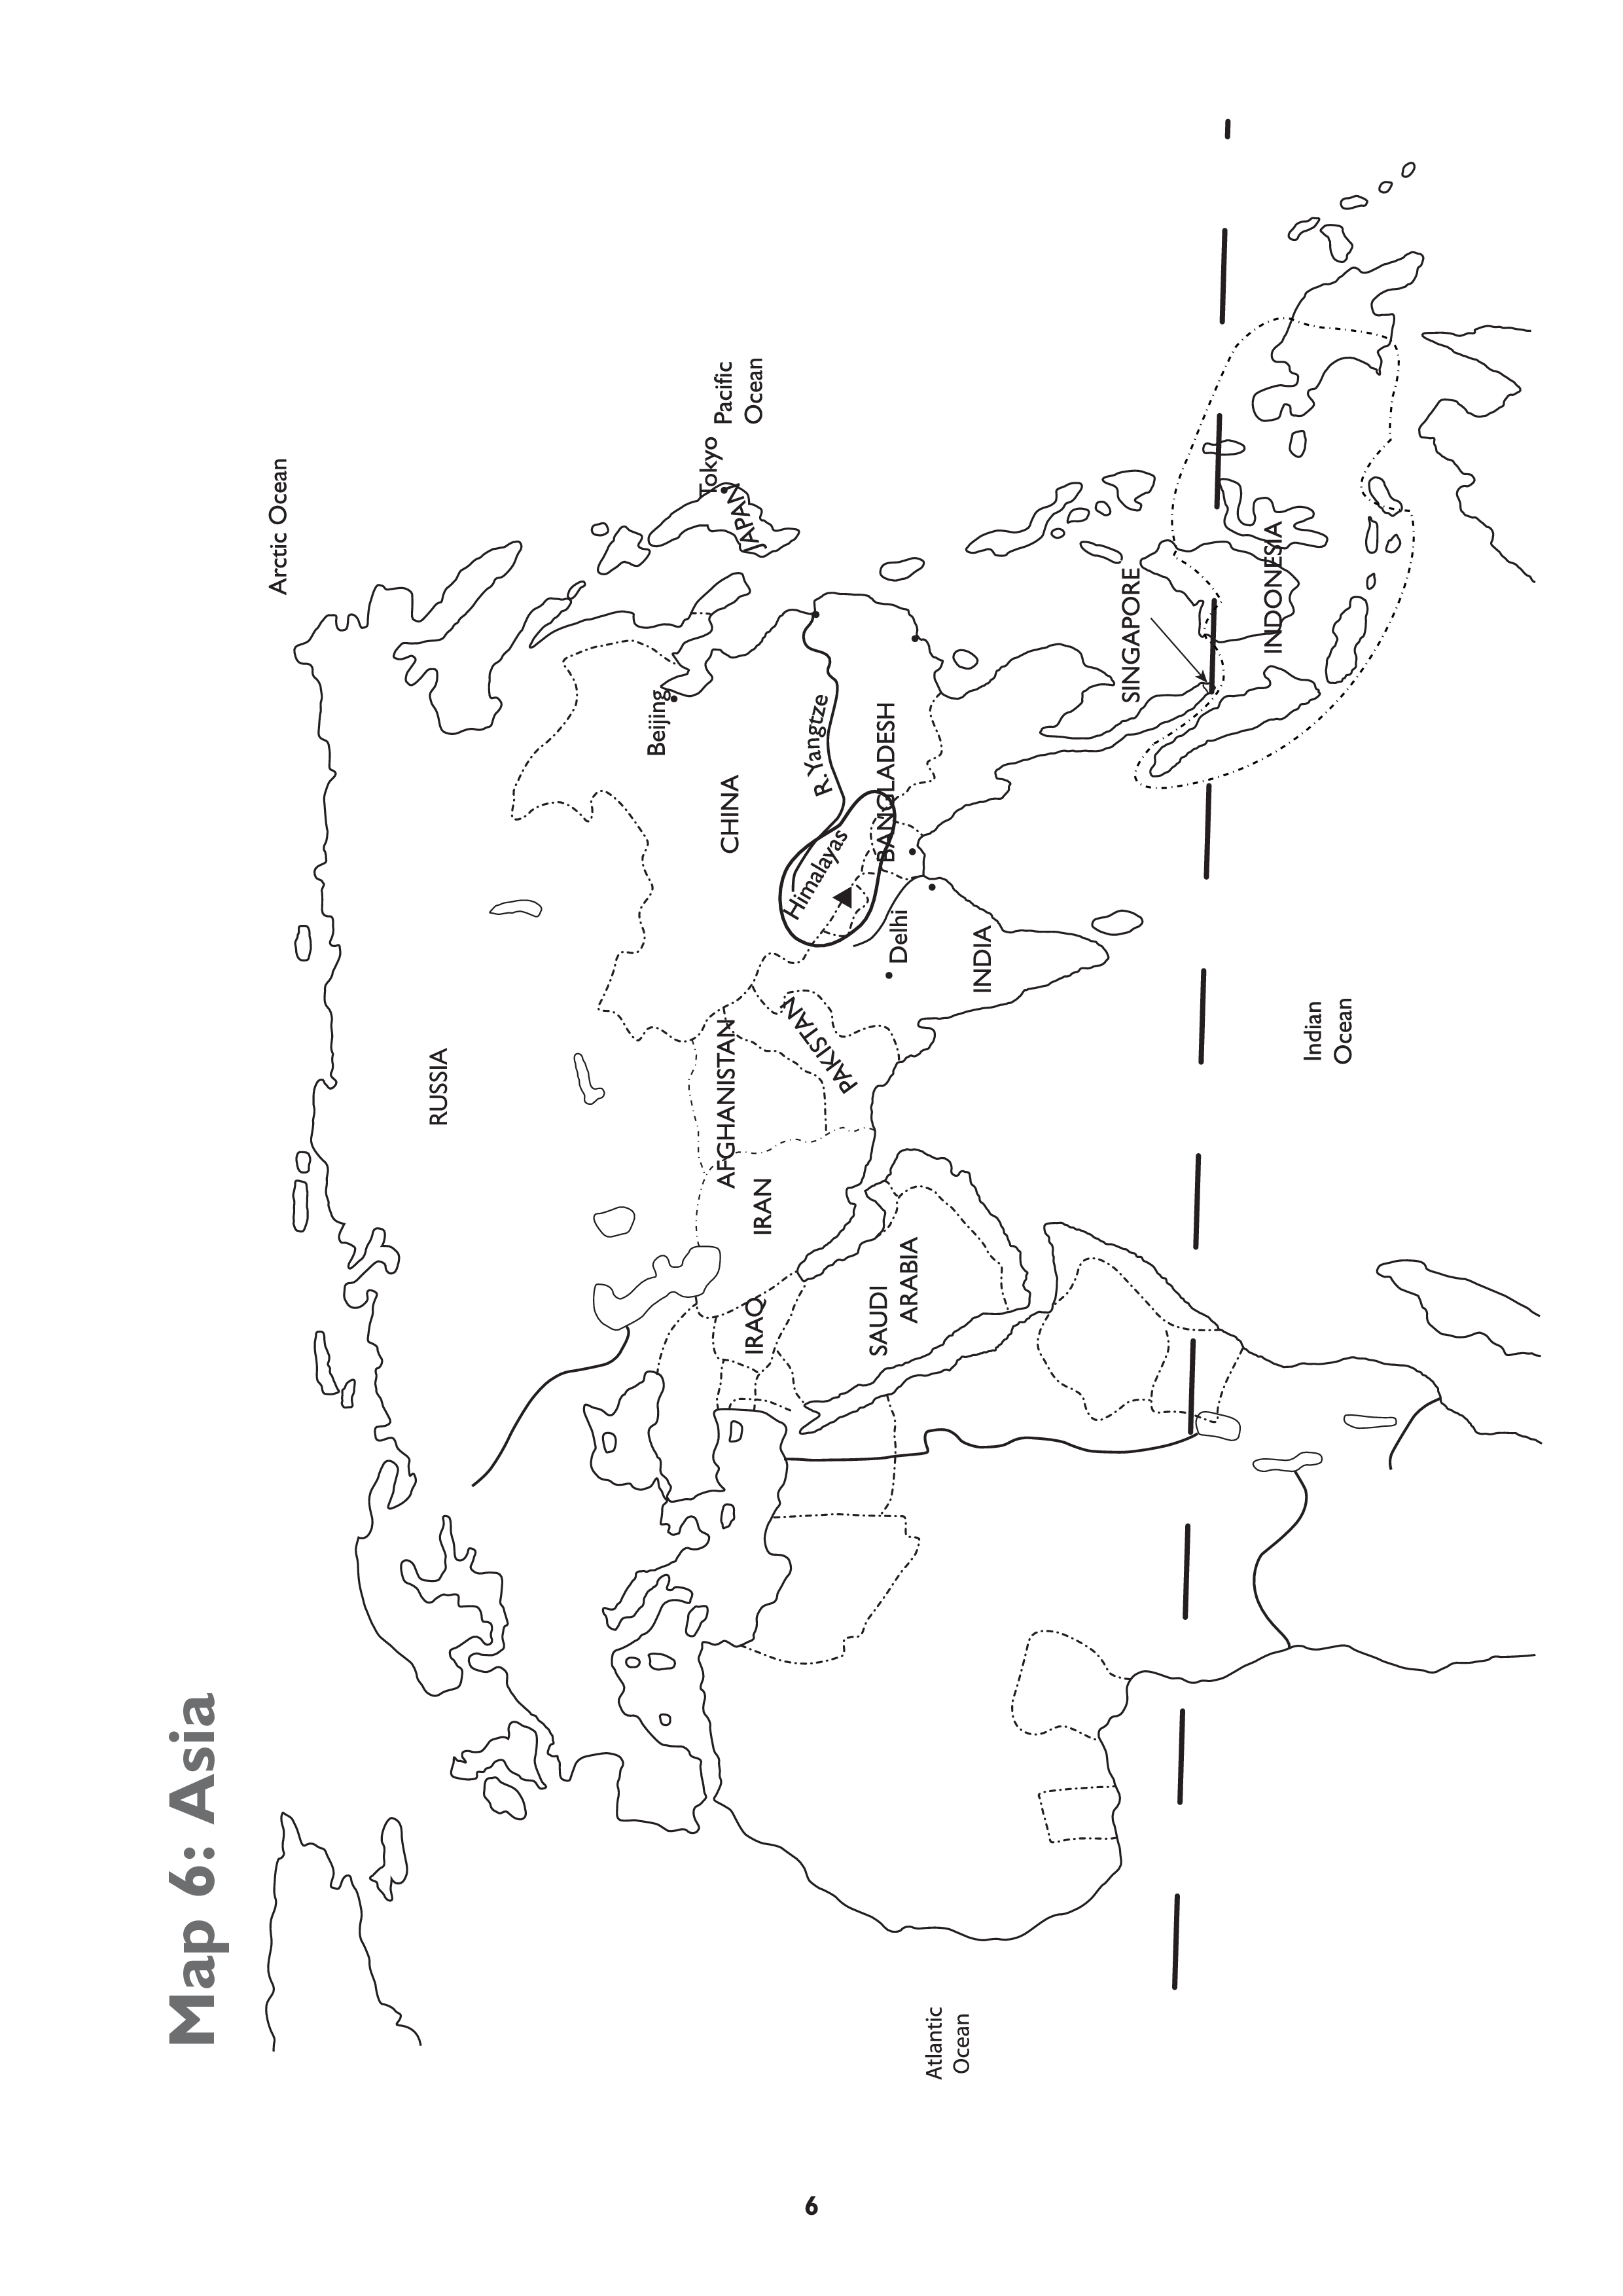 Map 6: Asia
Arctic Ocean
RUSSIA
Beijing
Tokyo
JAPAN
Pacific
Ocean
CHINA
R. Yangtze
Himalayas
AFGHANISTAN
PAKISTAN
IRAN
IRAQ
BANGLADESH
Delhi
SAUDI
ARABIA
INDIA
Atlantic
Ocean
SINGAPORE
INDONESIA
Indian
Ocean
6